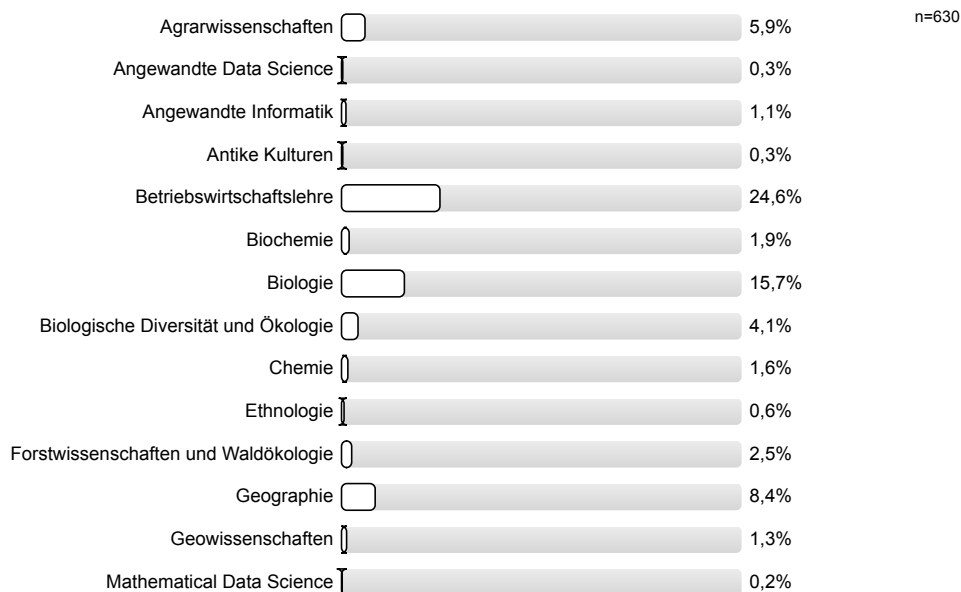 n=630
Agrarwissenschaften 5,9%
Angewandte Data Science 0,3%
Angewandte Informatik 1,1%
Antike Kulturen 0,3%
Betriebswirtschaftslehre 24,6%
Biochemie 1,9%
Biologie 15,7%
Biologische Diversität und Ökologie 4,1%
Chemie 1,6%
Ethnologie 0,6%
Forstwissenschaften und Waldökologie 2,5%
Geographie 8,4%
Geowissenschaften 1,3%
Mathematical Data Science 0,2%